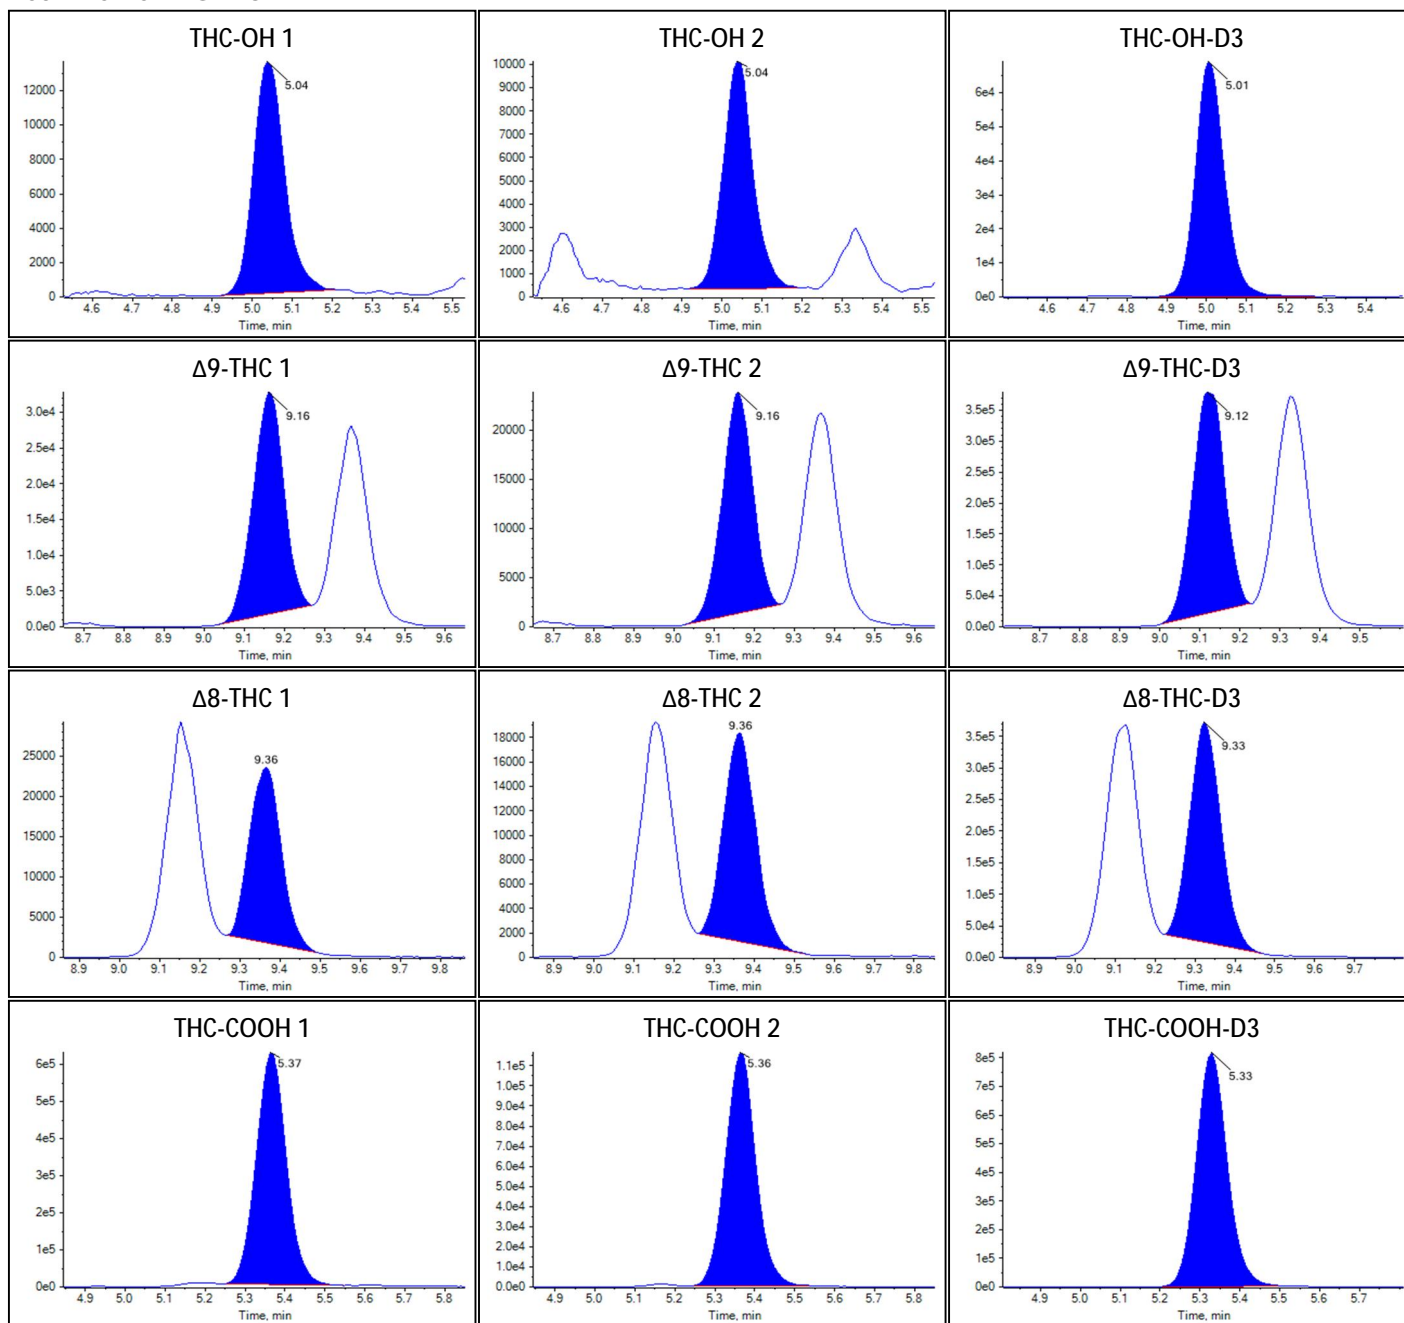 THC-OH 1
5.04
12000
10000
8000
6000
4000
2000
0
4.6 4.7 4.8 4.9 5.0 5.1 5.2 5.3 5.4 5.5
Time, min
THC-OH 2
5.04
10000
9000
8000
7000
6000
5000
4000
3000
2000
1000
0
4.6 4.7 4.8 4.9 5.0 5.1 5.2 5.3 5.4 5.5
Time, min
THC-OH-D3
5.01
6e4
5e4
4e4
3e4
2e4
1e4
0e0
4.6 4.7 4.8 4.9 5.0 5.1 5.2 5.3 5.4
Time, min
Δ9-THC 1
9.16
3.0e4
2.5e4
2.0e4
1.5e4
1.0e4
5.0e3
0.0e0
8.7 8.8 8.9 9.0 9.1 9.2 9.3 9.4 9.5 9.6
Time, min
Δ9-THC 2
9.16
20000
15000
10000
5000
0
8.7 8.8 8.9 9.0 9.1 9.2 9.3 9.4 9.5 9.6
Time, min
Δ9-THC-D3
9.12
3.5e5
3.0e5
2.5e5
2.0e5
1.5e5
1.0e5
5.0e4
0.0e0
8.7 8.8 8.9 9.0 9.1 9.2 9.3 9.4 9.5
Time, min
Δ8-THC 1
9.36
25000
20000
15000
10000
5000
0
8.9 9.0 9.1 9.2 9.3 9.4 9.5 9.6 9.7 9.8
Time, min
Δ8-THC 2
9.36
18000
16000
14000
12000
10000
8000
6000
4000
2000
0
8.9 9.0 9.1 9.2 9.3 9.4 9.5 9.6 9.7 9.8
Time, min
Δ8-THC-D3
9.33
3.5e5
3.0e5
2.5e5
2.0e5
1.5e5
1.0e5
5.0e4
0.0e0
8.9 9.0 9.1 9.2 9.3 9.4 9.5 9.6 9.7
Time, min
THC-COOH 1
5.37
6e5
5e5
4e5
3e5
2e5
1e5
0e0
4.9 5.0 5.1 5.2 5.3 5.4 5.5 5.6 5.7 5.8
Time, min
THC-COOH 2
5.36
1.1e5
1.0e5
9.0e4
8.0e4
7.0e4
6.0e4
5.0e4
4.0e4
3.0e4
2.0e4
1.0e4
0.0e0
4.9 5.0 5.1 5.2 5.3 5.4 5.5 5.6 5.7 5.8
Time, min
THC-COOH-D3
5.33
8e5
7e5
6e5
5e5
4e5
3e5
2e5
1e5
0e0
4.9 5.0 5.1 5.2 5.3 5.4 5.5 5.6 5.7
Time, min